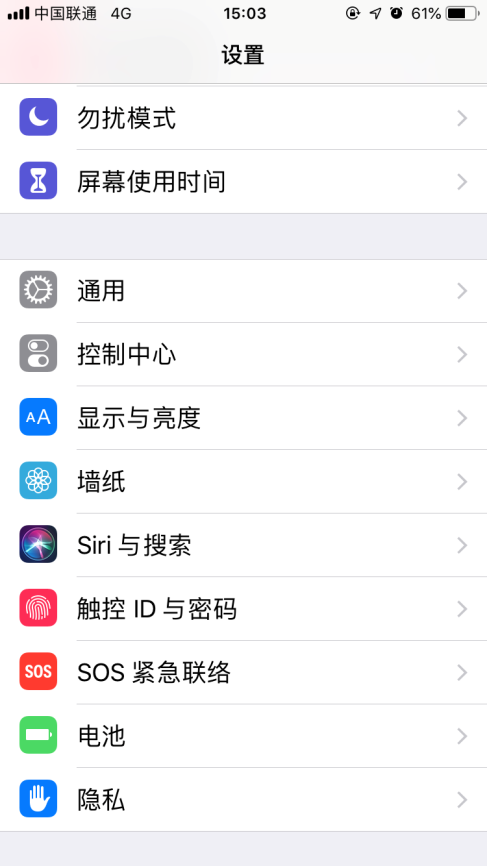 中国联通 4G 15:03 61%
设置
勿扰模式
屏幕使用时间
通用
控制中心
AA 显示与亮度
墙纸
Siri 与搜索
触控 ID 与密码
SOS SOS 紧急联络
电池
隐私